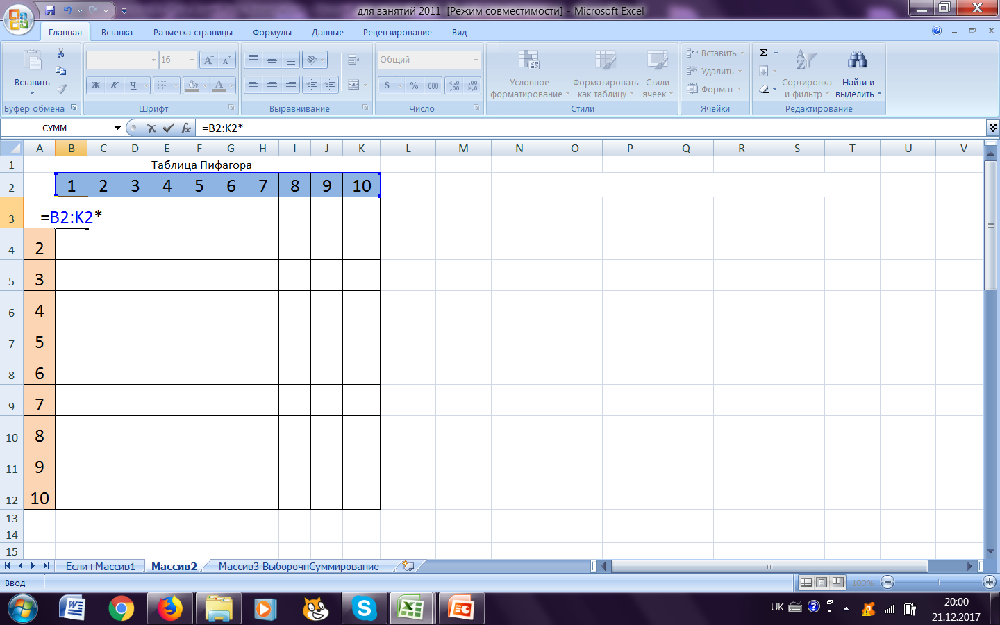 для занятий 2011 [Режим совместимости] - Microsoft Excel
Главная Вставка Разметка страницы Формулы Данные Рецензирование Вид
Вставить
Буфер обмена
16
Ж К Ч A
Шрифт
Выравнивание
Общий
$ % 000 ,00 ,00
Число
Условное форматирование
Форматировать как таблицу
Стили ячеек
Стили
Вставить
Удалить
Формат
Ячейки
Σ
Сортировка и фильтр
Найти и выделить
Редактирование
СУММ fx =B2:K2*
A B C D E F G H I J K L M N O P Q R S T U V
1 Таблица Пифагора
2 1 2 3 4 5 6 7 8 9 10
3 =B2:K2*
4 2
5 3
6 4
7 5
8 6
9 7
10 8
11 9
12 10
13
14
15
Если+Массив1 Массив2 Массив3-ВыборочнСуммирование
Ввод 100%
UK 20:00
21.12.2017